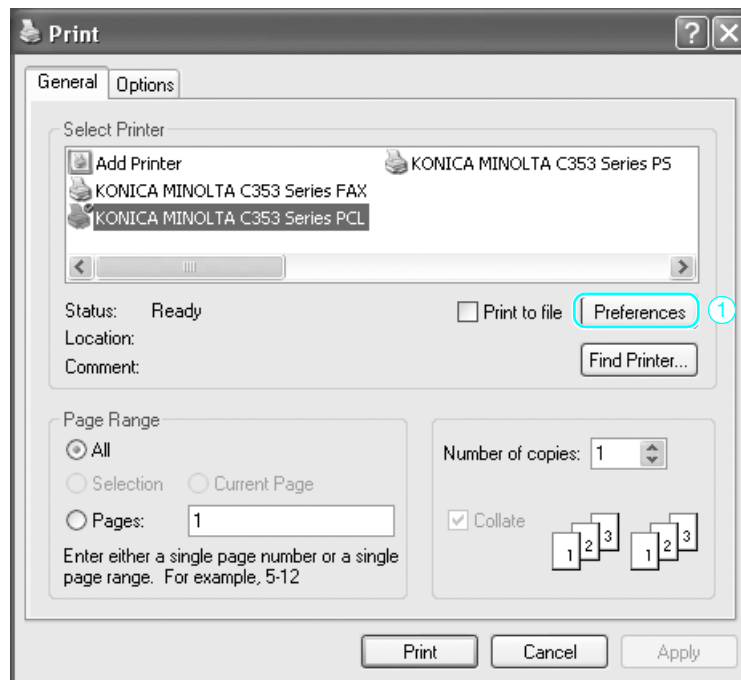 Print
General Options
Select Printer
Add Printer
KONICA MINOLTA C353 Series PS
KONICA MINOLTA C353 Series FAX
KONICA MINOLTA C353 Series PCL
Status: Ready
Print to file
Preferences
1
Location:
Comment:
Find Printer...
Page Range
All
Selection Current Page
Pages: 1
Enter either a single page number or a single
page range. For example, 5-12
Number of copies: 1
Collate
1 2 3 1 2 3
Print Cancel Apply